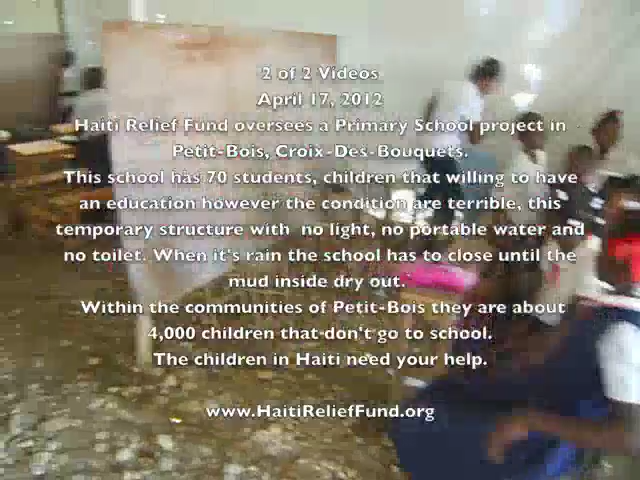 2 of 2 Videos
April 17, 2012
Haiti Relief Fund oversees a Primary School project in
Petit-Bois, Croix-Des-Bouquets.
This school has 70 students, children that willing to have
an education however the condition are terrible, this
temporary structure with no light, no portable water and
no toilet. When it's rain the school has to close until the
mud inside dry out.
Within the communities of Petit-Bois they are about
4,000 children that don't go to school.
The children in Haiti need your help.
www.HaitiReliefFund.org